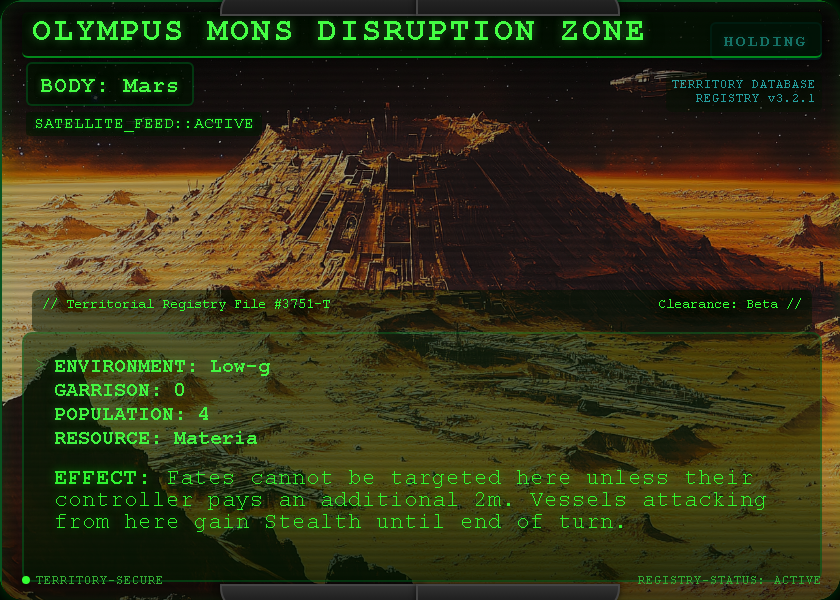 OLYMPUS MONS DISRUPTION ZONE
HOLDING
BODY: Mars
TERRITORY DATABASE
REGISTRY v3.2.1
SATELLITE_FEED::ACTIVE
// Territorial Registry File #3751-T
Clearance: Beta //
ENVIRONMENT: Low-g
GARRISON: 0
POPULATION: 4
RESOURCE: Materia
EFFECT: Fates cannot be targeted here unless their
controller pays an additional 2m. Vessels attacking
from here gain Stealth until end of turn.
TERRITORY-SECURE
REGISTRY-STATUS: ACTIVE